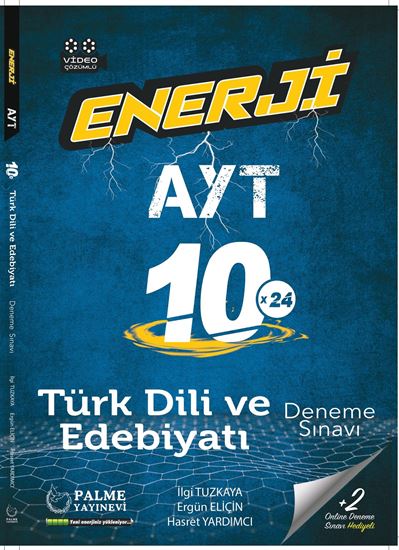 VİDEO
ÇÖZÜMLÜ
ENERJİ
AYT
10
x24
Türk Dili ve
Edebiyatı
Deneme
Sınavı
İlgi TUZKAYA
Ergün ELİÇİN
Hasret YARDIMCI
PALME
YAYINEVİ
Yeni enerjiniz yükleniyor...
+2
Online Deneme
Sınavı Hediyeli
ENERJİ
AYT
10
Türk Dili ve Edebiyatı
Deneme Sınavı
İlgi TUZKAYA Ergün ELİÇİN Hasret YARDIMCI
PALME
YAYINEVİ